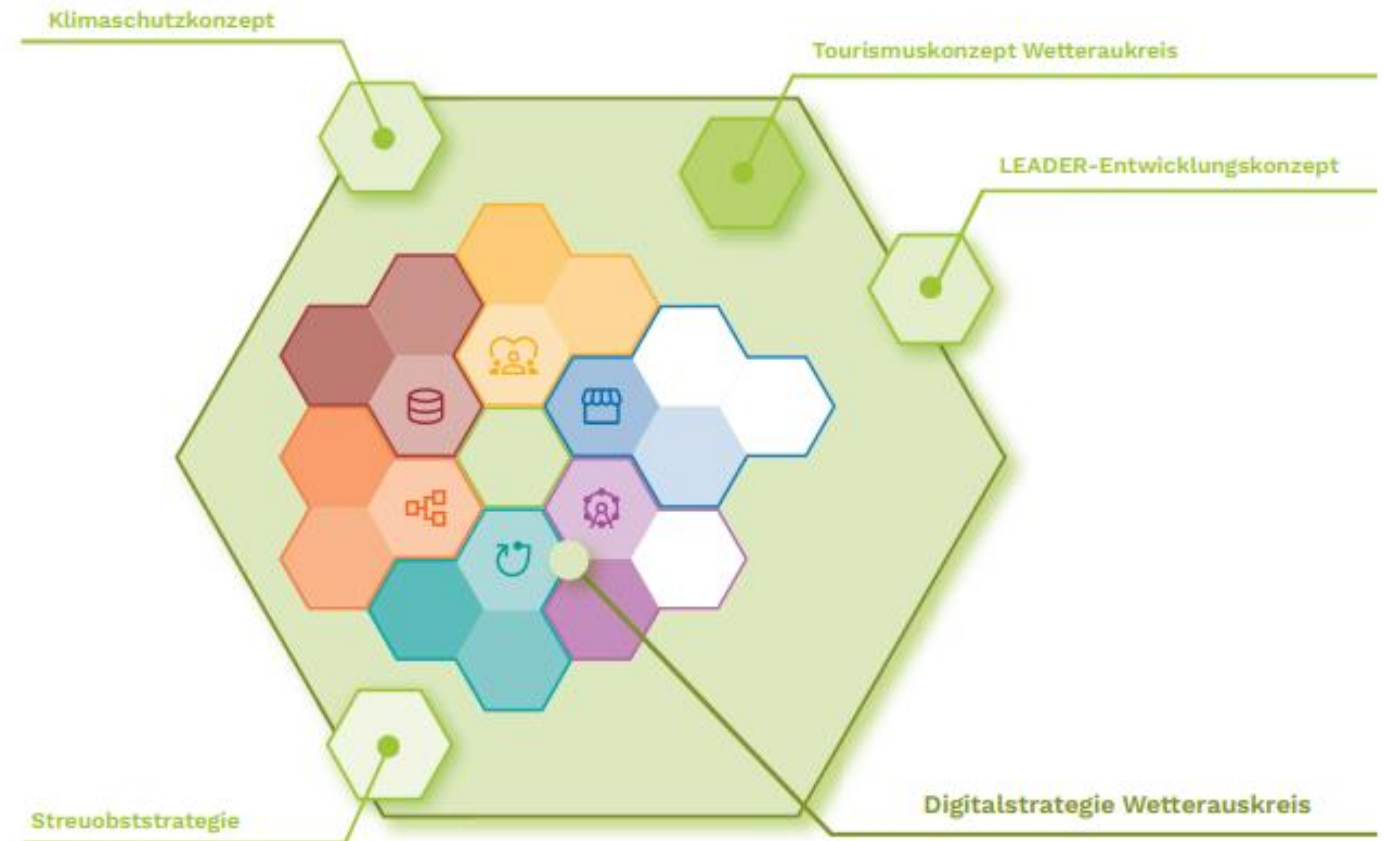 Klimaschutzkonzept
Tourismuskonzept Wetteraukreis
LEADER-Entwicklungskonzept
Digitalstrategie Wetterauskreis
Streuobststrategie